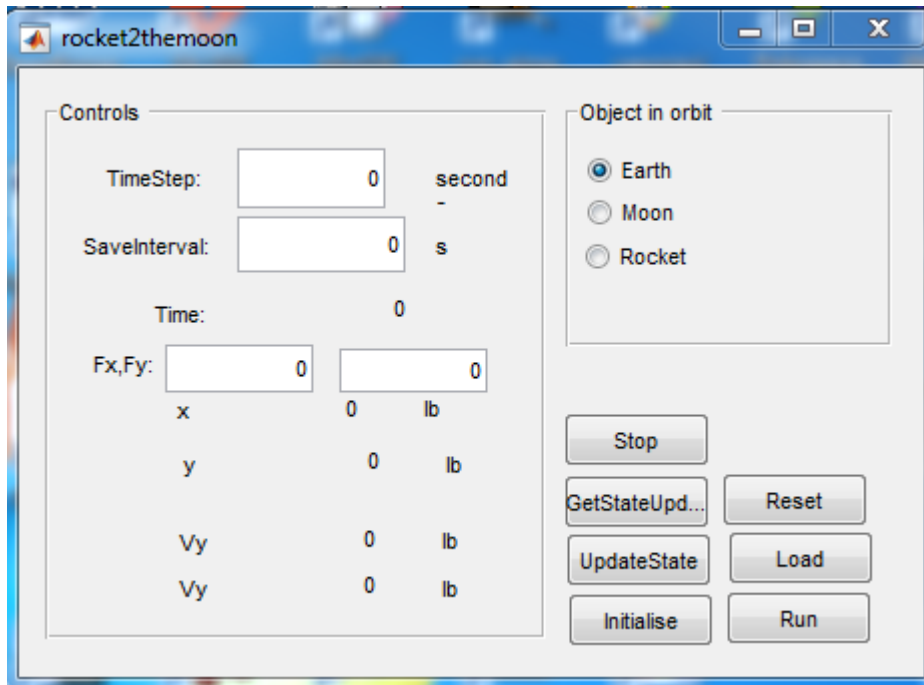 rocket2themoon
Controls
TimeStep: 0 second
-
SaveInterval: 0 s
Time: 0
Fx,Fy: 0 0
x 0 lb
y 0 lb
Vy 0 lb
Vy 0 lb
Object in orbit
Earth
Moon
Rocket
Stop
GetStateUpd... Reset
UpdateState Load
Initialise Run